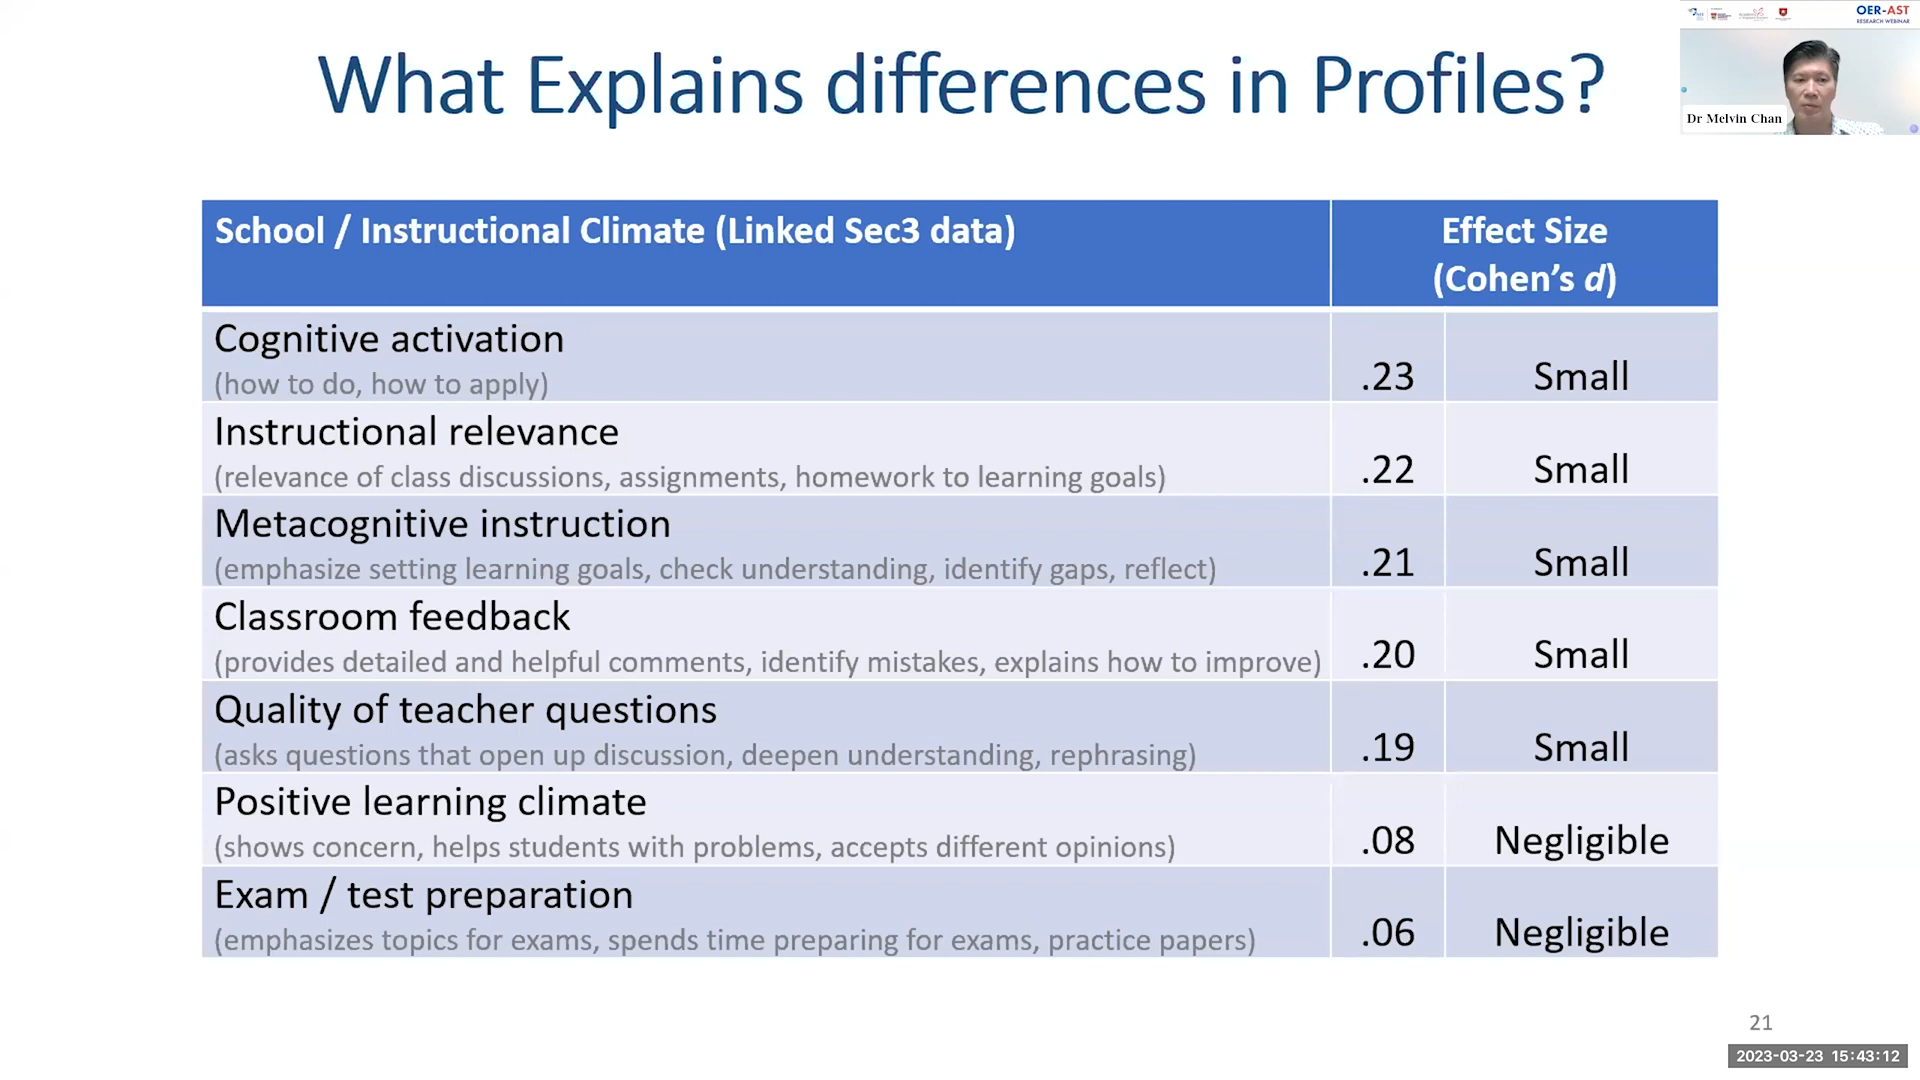 OER-AST
RESEARCH WEBINAR
What Explains differences in Profiles?
Dr Melvin Chan
School / Instructional Climate (Linked Sec3 data)
Effect Size
(Cohen's d)
Cognitive activation
(how to do, how to apply)
.23
Small
Instructional relevance
(relevance of class discussions, assignments, homework to learning goals)
.22
Small
Metacognitive instruction
(emphasize setting learning goals, check understanding, identify gaps, reflect)
.21
Small
Classroom feedback
(provides detailed and helpful comments, identify mistakes, explains how to improve)
.20
Small
Quality of teacher questions
(asks questions that open up discussion, deepen understanding, rephrasing)
.19
Small
Positive learning climate
(shows concern, helps students with problems, accepts different opinions)
.08
Negligible
Exam / test preparation
(emphasizes topics for exams, spends time preparing for exams, practice papers)
.06
Negligible
21
2023-03-23 15:43:12